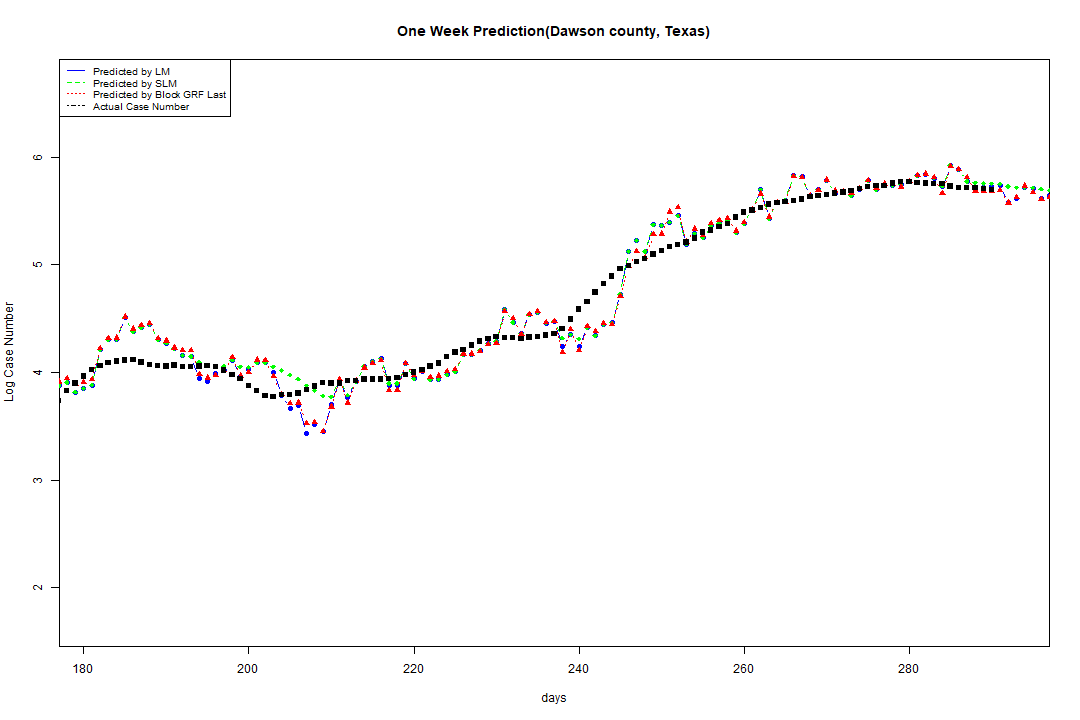 One Week Prediction(Dawson county, Texas)
Predicted by LM
Predicted by SLM
Predicted by Block GRF Last
Actual Case Number
6
5
4
3
2
Log Case Number
180 200 220 240 260 280
days